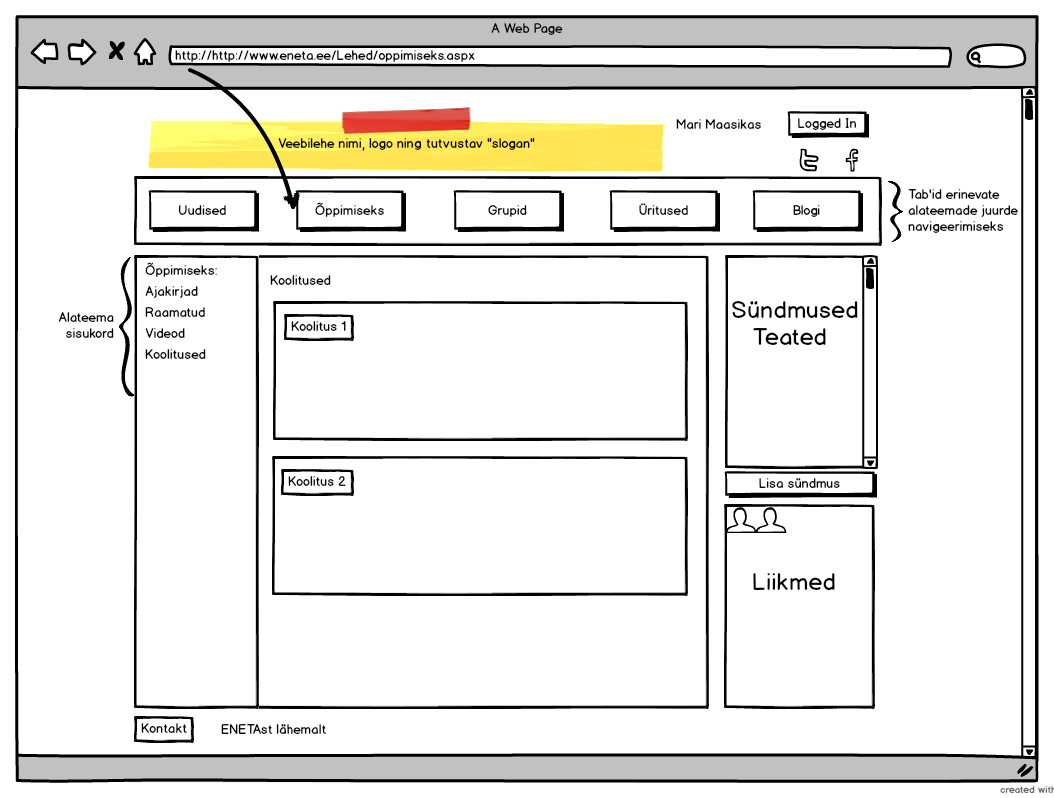 A Web Page
http://http://www.eneta.ee/Lehed/oppimiseks.aspx
Veebilehe nimi, logo ning tutvustav "slogan"
Mari Maasikas
Logged In
Uudised
Õppimiseks
Grupid
Üritused
Blogi
Tab'id erinevate
alateemade juurde
navigeerimiseks
Alateema
sisukord
Õppimiseks:
Ajakirjad
Raamatud
Videod
Koolitused
Koolitused
Koolitus 1
Koolitus 2
Sündmused
Teated
Lisa sündmus
Liikmed
Kontakt
ENETAst lähemalt
created with